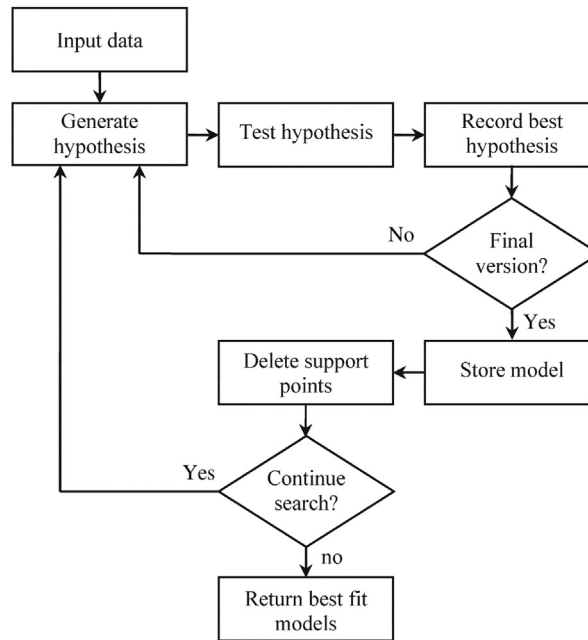 Input data
Generate
hypothesis
Test hypothesis
Record best
hypothesis
No
Final
version?
Yes
Delete support
points
Store model
Yes
Continue
search?
no
Return best fit
models